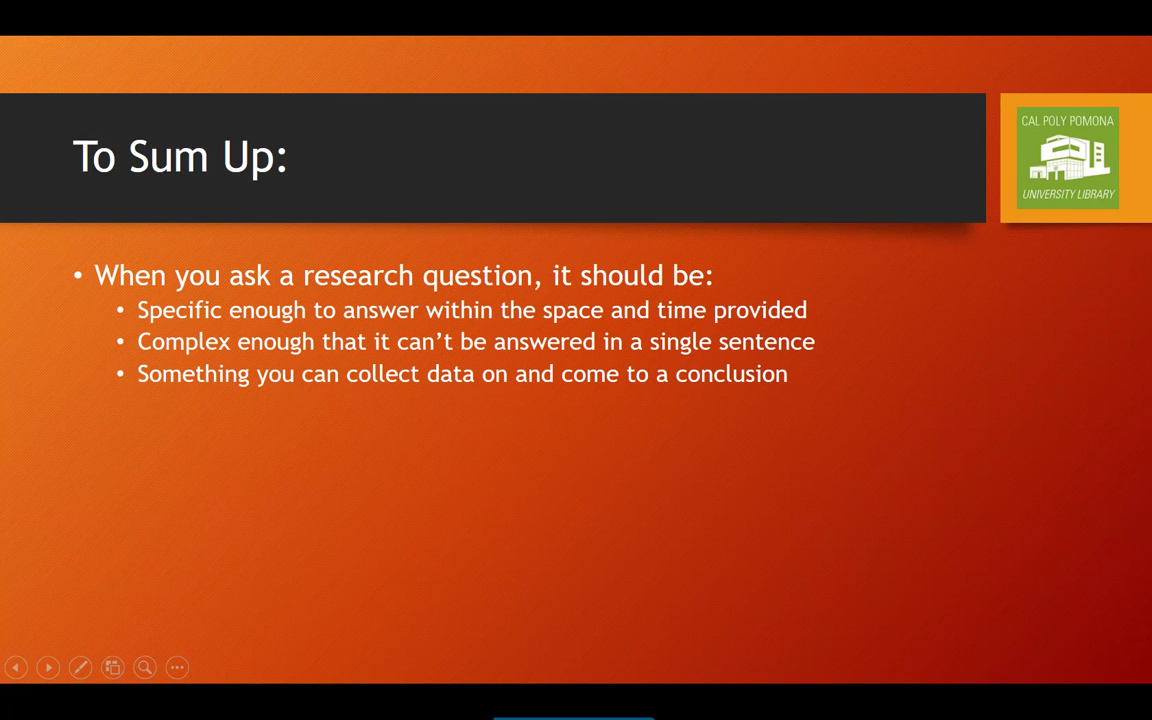 To Sum Up:
CAL POLY POMONA
UNIVERSITY LIBRARY
• When you ask a research question, it should be:
• Specific enough to answer within the space and time provided
• Complex enough that it can’t be answered in a single sentence
• Something you can collect data on and come to a conclusion